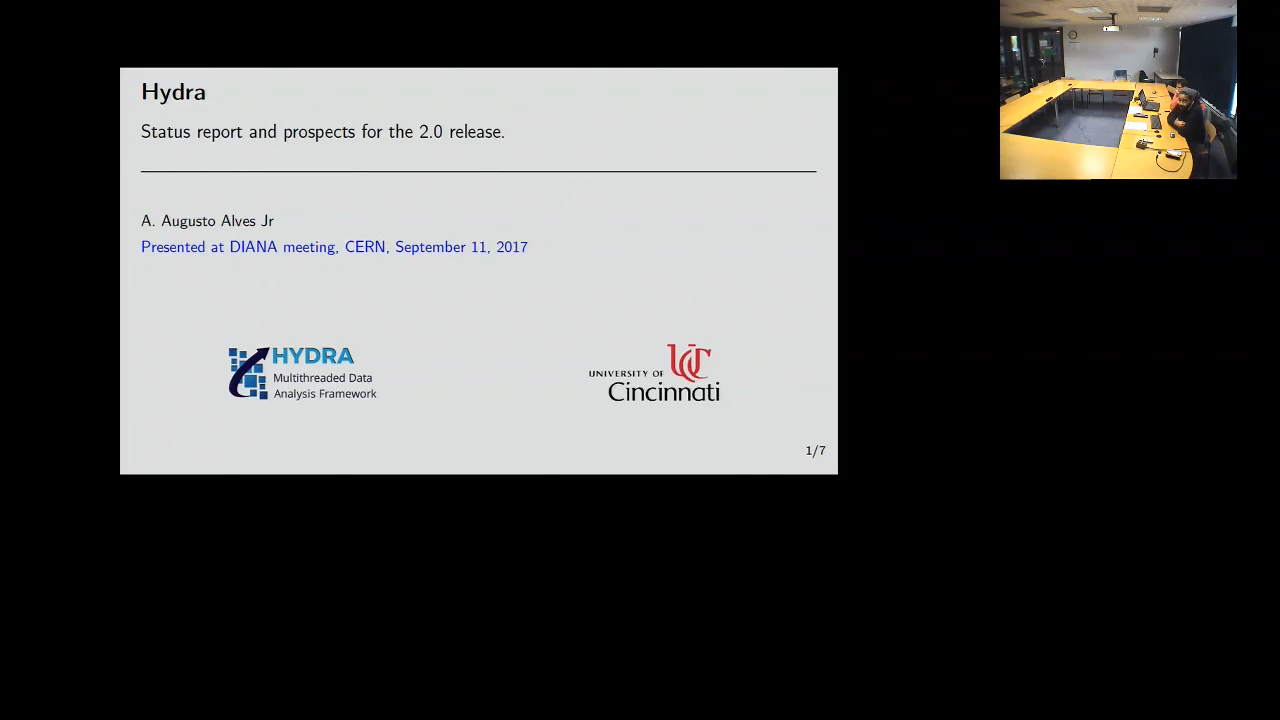 Hydra
Status report and prospects for the 2.0 release.
A. Augusto Alves Jr
Presented at DIANA meeting, CERN, September 11, 2017
HYDRA
Multithreaded Data
Analysis Framework
UC
UNIVERSITY OF
Cincinnati
1/7